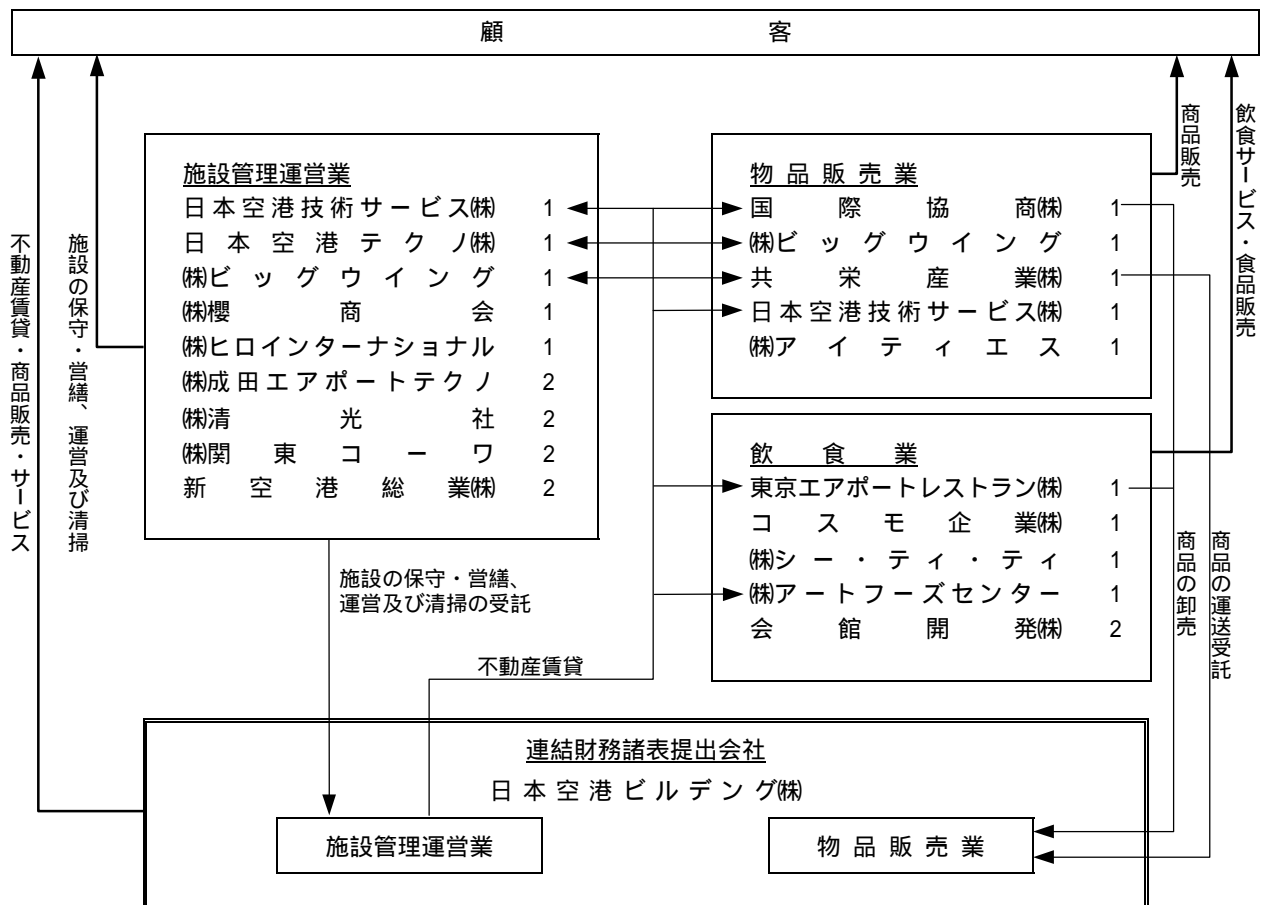 顧客
不動産賃貸・商品販売・サービス
施設の保守・営繕、運営及び清掃
施設管理運営業
日本空港技術サービス㈱ 1
日本空港テクノ㈱ 1
㈱ビッグウイング 1
㈱櫻商会 1
㈱ヒロインターナショナル 1
㈱成田エアポートテクノ 2
㈱清光社 2
㈱関東コーワ 2
新空港総業㈱ 2
物品販売業
国際協商㈱ 1
㈱ビッグウイング 1
共栄産業㈱ 1
日本空港技術サービス㈱ 1
㈱アイティエス 1
商品販売
飲食サービス・食品販売
飲食業
東京エアポートレストラン㈱ 1
コスモ企業㈱ 1
㈱シー・ティ・ティ 1
㈱アートフーズセンター 1
会館開発㈱ 2
商品の卸売
商品の運送受託
施設の保守・営繕、
運営及び清掃の受託
不動産賃貸
連結財務諸表提出会社
日本空港ビルデング㈱
施設管理運営業
物品販売業